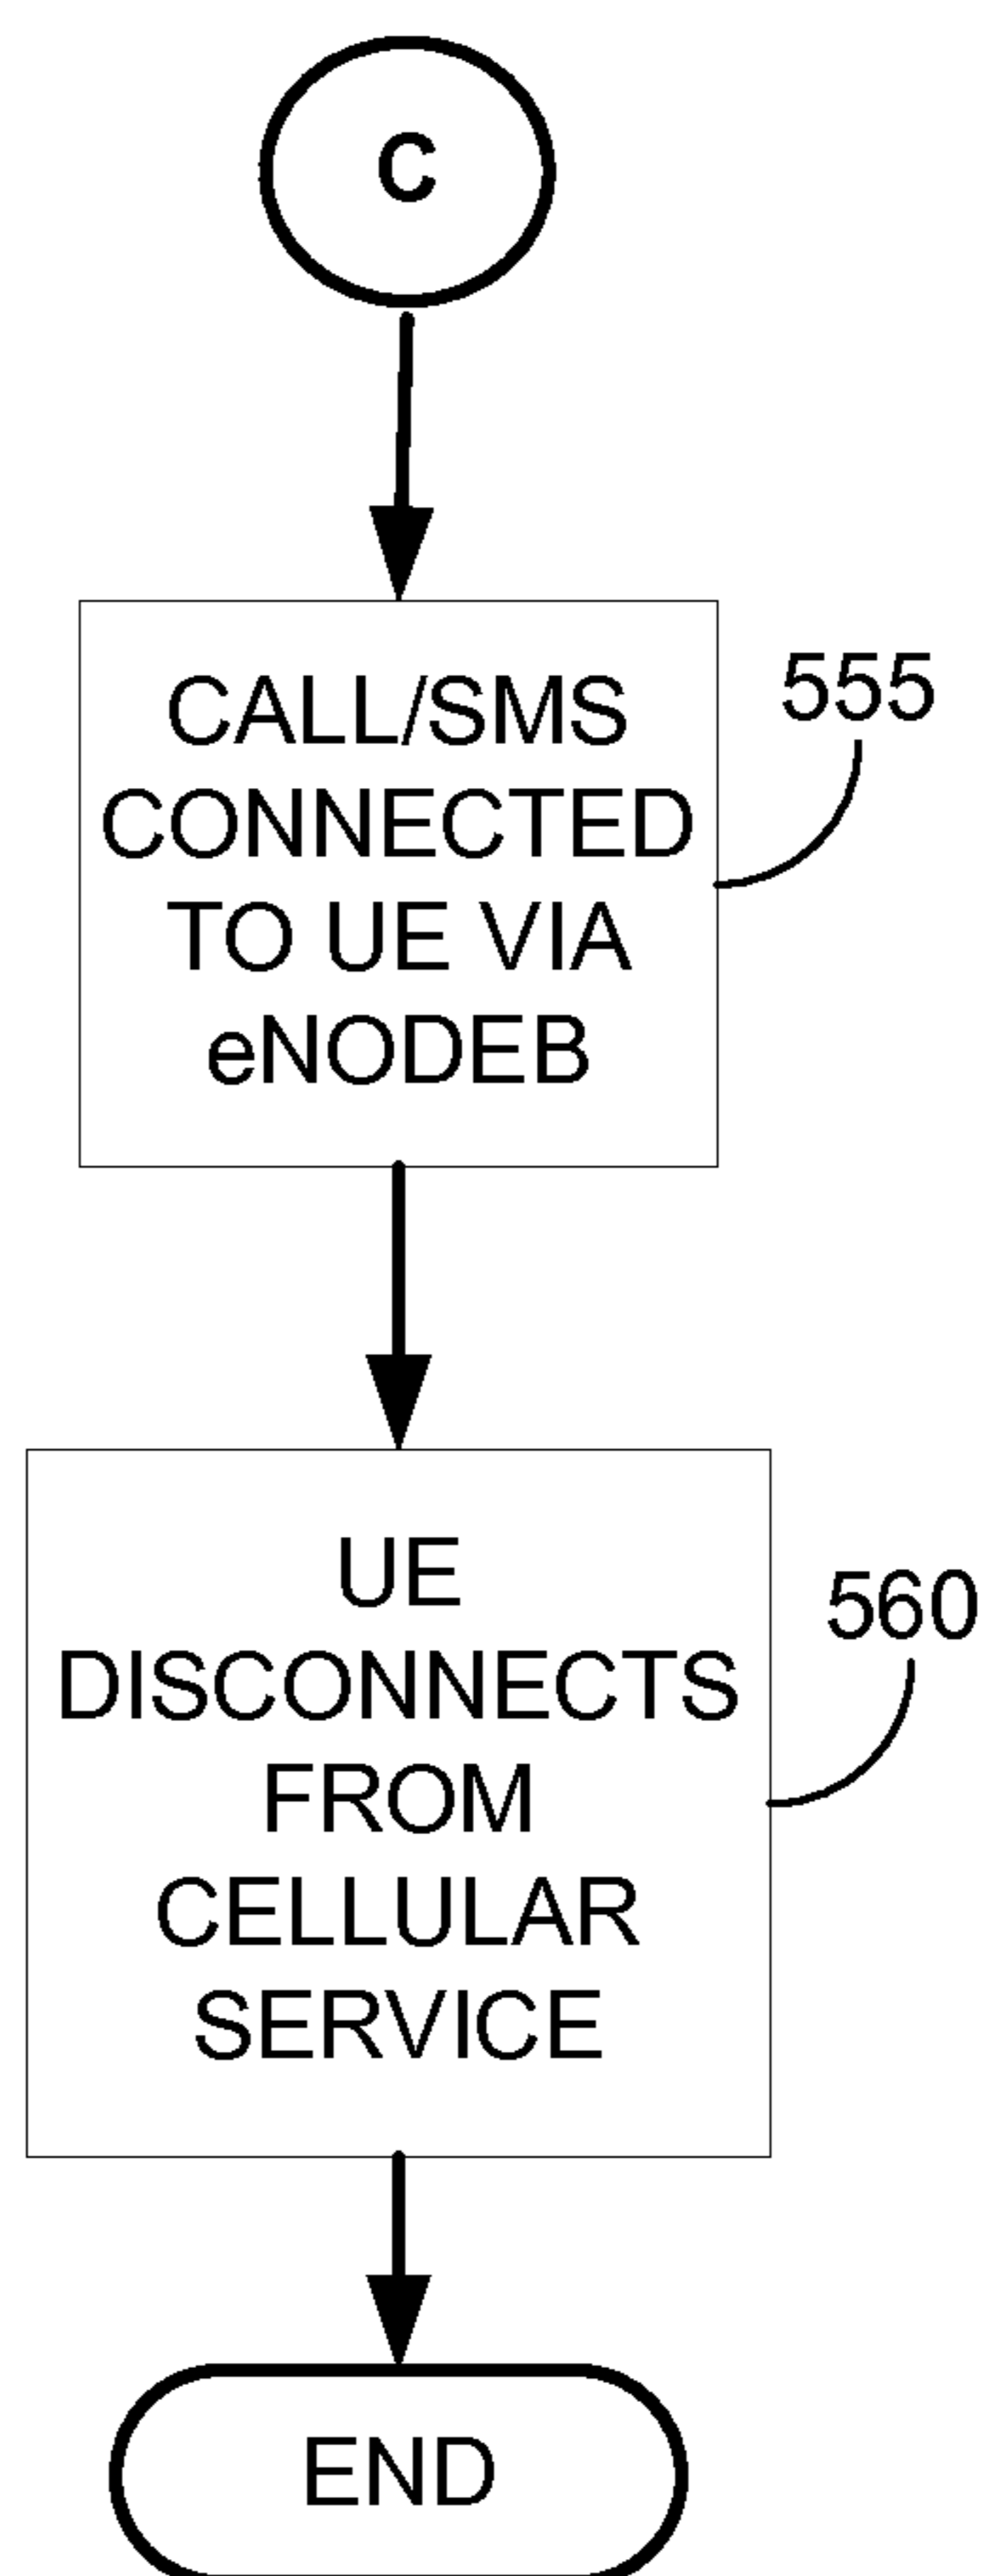 C
CALL/SMS
CONNECTED
TO UE VIA
eNODEB
555
UE
DISCONNECTS
FROM
CELLULAR
SERVICE
560
END